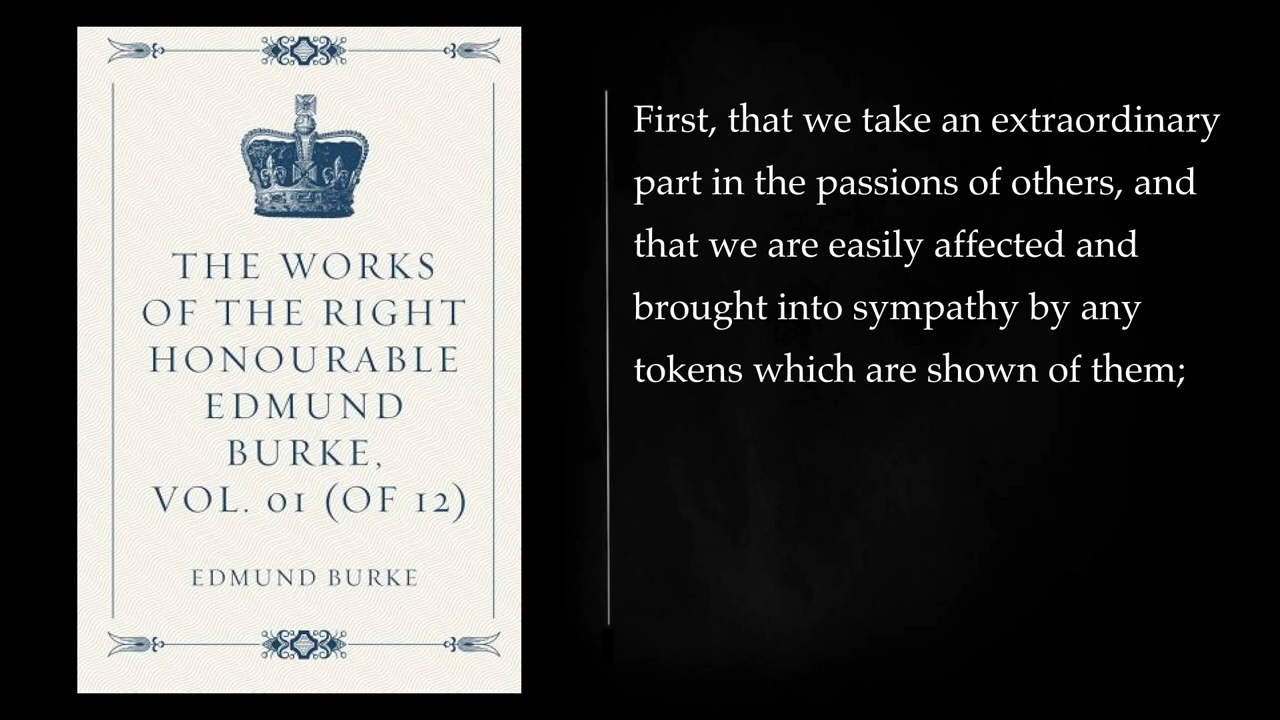 THE WORKS
OF THE RIGHT
HONOURABLE
EDMUND
BURKE,
VOL. 01 (OF 12)
EDMUND BURKE
First, that we take an extraordinary
part in the passions of others, and
that we are easily affected and
brought into sympathy by any
tokens which are shown of them;